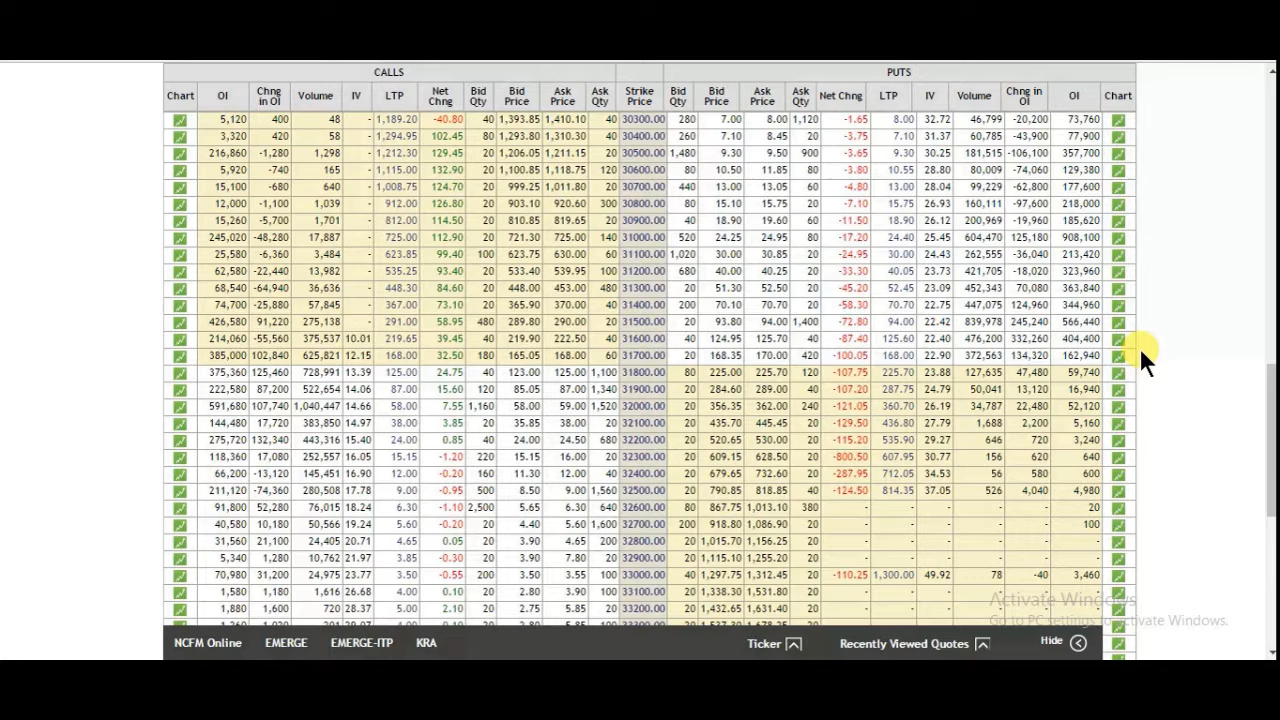 CALLS PUTS
Chart OI Chng in OI Volume IV LTP Net Chng Bid Qty Bid Price Ask Price Ask Qty Strike Price Bid Qty Bid Price Ask Price Ask Qty Net Chng LTP IV Volume Chng in OI OI Chart
5,120 400 48 - 1,189.20 -40.80 40 1,393.85 1,410.10 40 30300.00 280 7.00 8.00 1,120 -1.65 8.00 32.72 46,799 -20,200 73,760
3,320 420 58 - 1,294.95 102.45 80 1,293.80 1,310.30 40 30400.00 260 7.10 8.45 20 -3.75 7.10 31.37 60,785 -43,900 77,900
216,860 -1,280 1,298 - 1,212.30 129.45 20 1,206.05 1,211.15 20 30500.00 1,480 9.30 9.50 900 -3.65 9.30 30.25 181,515 -106,100 357,700
5,920 -740 165 - 1,115.00 132.90 20 1,100.85 1,118.75 120 30600.00 80 10.50 11.85 80 -3.80 10.55 28.80 80,009 -74,060 129,380
15,100 -680 640 - 1,008.75 124.70 20 999.25 1,011.80 20 30700.00 440 13.00 13.05 60 -4.80 13.00 28.04 99,229 -62,800 177,600
12,000 -1,100 1,039 - 912.00 126.80 20 903.10 920.60 300 30800.00 80 15.10 15.75 20 -7.10 15.75 26.93 160,111 -97,600 218,000
15,260 -5,700 1,701 - 812.00 114.50 20 810.85 819.65 20 30900.00 40 18.90 19.60 60 -11.50 18.90 26.12 200,969 -19,960 185,620
245,020 -48,280 17,887 - 725.00 112.90 20 721.30 725.00 140 31000.00 520 24.25 24.95 80 -17.20 24.40 25.45 604,470 125,180 908,100
25,580 -6,360 3,484 - 623.85 99.40 100 623.75 630.00 60 31100.00 1,020 30.00 30.85 20 -24.95 30.00 24.43 262,555 -36,040 213,420
62,580 -22,440 13,982 - 535.25 93.40 20 533.40 539.95 100 31200.00 680 40.00 40.25 20 -33.30 40.05 23.73 421,705 -18,020 323,960
68,540 -64,940 36,636 - 448.30 84.60 20 448.00 453.00 480 31300.00 20 51.30 52.50 20 -45.20 52.45 23.09 452,343 70,080 383,840
74,700 -25,880 57,845 - 367.00 73.10 20 365.90 370.00 40 31400.00 200 70.10 70.70 20 -58.30 70.70 22.75 447,075 124,960 344,960
426,580 91,220 275,138 - 291.00 58.95 480 289.80 290.00 20 31500.00 20 93.80 94.00 1,400 -72.80 94.00 22.42 839,978 245,240 566,440
214,060 -55,560 375,537 10.01 219.65 39.45 40 219.80 221.90 20 31600.00 40 124.95 125.70 40 -87.40 125.60 22.40 476,200 332,260 404,400
385,000 102,840 625,821 12.15 168.00 32.50 180 165.05 168.00 60 31700.00 20 168.35 170.00 420 -100.05 168.00 22.90 372,563 134,320 162,940
375,360 125,460 728,991 13.39 125.00 24.75 40 123.00 125.00 1,100 31800.00 80 225.00 225.70 120 -107.75 225.70 23.88 127,635 47,480 59,740
222,580 87,200 522,654 14.06 87.00 15.60 120 85.05 87.00 1,340 31900.00 20 284.60 289.00 40 -107.20 287.75 24.79 50,041 13,120 16,940
591,680 107,740 1,040,447 14.66 58.00 7.55 1,160 58.00 59.00 1,520 32000.00 20 356.35 362.00 240 -121.05 360.70 26.19 34,787 22,480 52,120
144,480 17,720 383,850 14.97 38.00 3.85 20 35.85 38.00 20 32100.00 20 435.70 445.45 20 -129.50 436.80 27.79 1,688 2,200 5,160
275,720 132,340 443,316 15.40 24.00 0.85 40 24.00 24.50 680 32200.00 20 520.65 530.00 20 -115.20 535.90 29.27 646 720 3,240
118,360 17,080 252,557 16.05 15.15 -1.20 220 15.15 16.00 20 32300.00 20 609.15 628.50 20 -800.50 607.95 30.77 156 620 640
66,200 -13,120 145,451 16.90 12.00 -0.20 160 11.30 12.00 40 32400.00 20 679.65 732.60 20 -287.95 712.05 34.53 56 580 600
211,120 -74,360 280,508 17.78 9.00 -0.95 500 8.50 9.00 1,560 32500.00 20 790.85 818.85 40 -124.50 814.35 37.05 526 4,040 4,980
91,800 52,280 76,015 18.24 6.30 -1.10 2,500 5.65 6.30 640 32600.00 80 867.75 1,013.10 380 - - - - - 20
40,580 10,180 50,566 19.24 5.60 -0.20 20 4.40 5.60 1,600 32700.00 200 918.80 1,086.90 20 - - - - - 100
31,560 21,100 24,405 20.71 4.65 0.05 20 3.90 4.65 200 32800.00 20 1,015.70 1,156.25 20 - - - - - -
5,340 1,280 10,762 21.97 3.85 -0.30 20 3.90 7.80 20 32900.00 20 1,115.10 1,255.20 20 - - - - - -
70,980 31,200 24,975 23.77 3.50 -0.55 200 3.50 3.55 100 33000.00 40 1,297.75 1,312.45 20 -110.25 1,300.00 49.92 78 -40 3,460
1,580 1,180 1,616 26.68 4.00 0.10 20 2.80 3.90 100 33100.00 20 1,338.30 1,531.80 20 - - - - - -
1,880 1,600 720 28.37 5.00 2.10 20 2.75 5.85 20 33200.00 20 1,432.65 1,631.40 20 - - - - - -
Activate Windows
Go to PC settings to activate Windows.
NCFM Online EMERGE EMERGE-ITP KRA Ticker Recently Viewed Quotes Hide